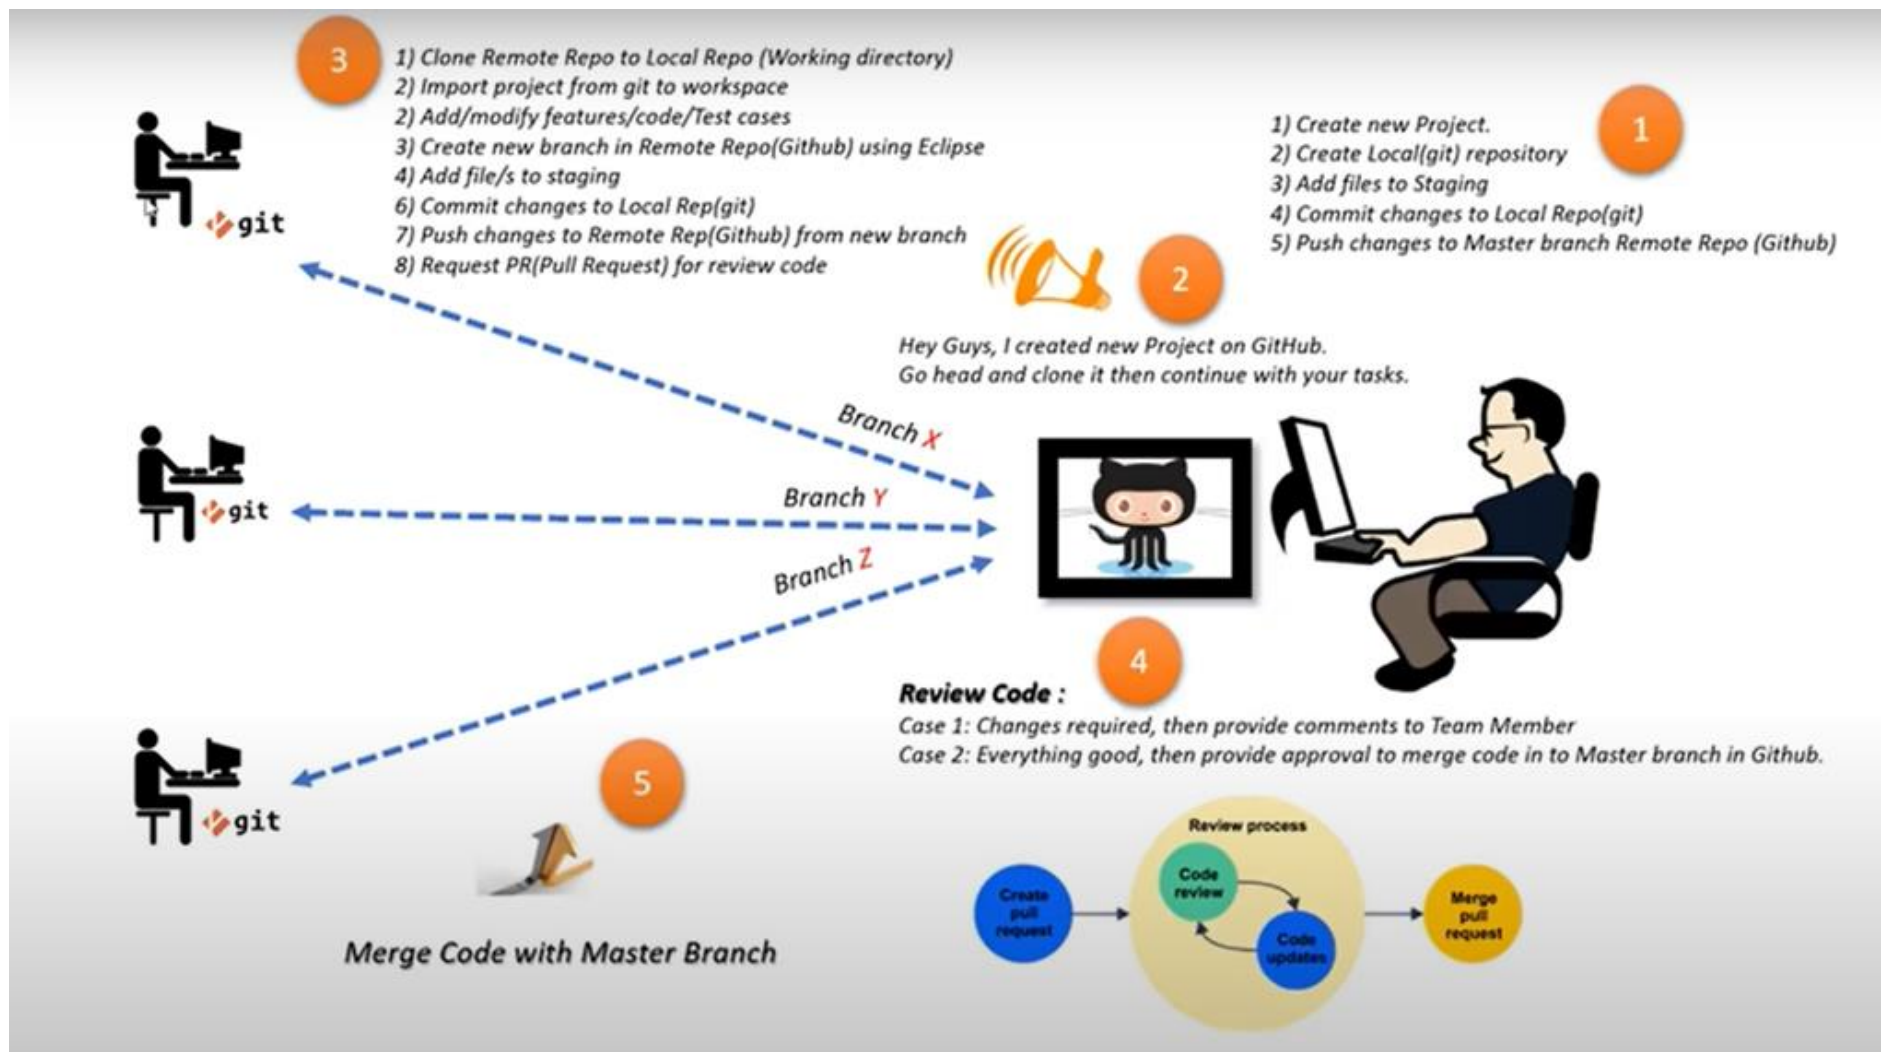 3
1) Clone Remote Repo to Local Repo (Working directory)
2) Import project from git to workspace
2) Add/modify features/code/Test cases
3) Create new branch in Remote Repo(Github) using Eclipse
4) Add file/s to staging
6) Commit changes to Local Rep(git)
7) Push changes to Remote Rep(Github) from new branch
8) Request PR(Pull Request) for review code
git
1
1) Create new Project.
2) Create Local(git) repository
3) Add files to Staging
4) Commit changes to Local Repo(git)
5) Push changes to Master branch Remote Repo (Github)
2
Hey Guys, I created new Project on GitHub.
Go head and clone it then continue with your tasks.
Branch X
Branch Y
git
Branch Z
4
Review Code :
Case 1: Changes required, then provide comments to Team Member
Case 2: Everything good, then provide approval to merge code in to Master branch in Github.
git
5
Merge Code with Master Branch
Review process
Create
pull
request
Code
review
Code
updates
Merge
pull
request